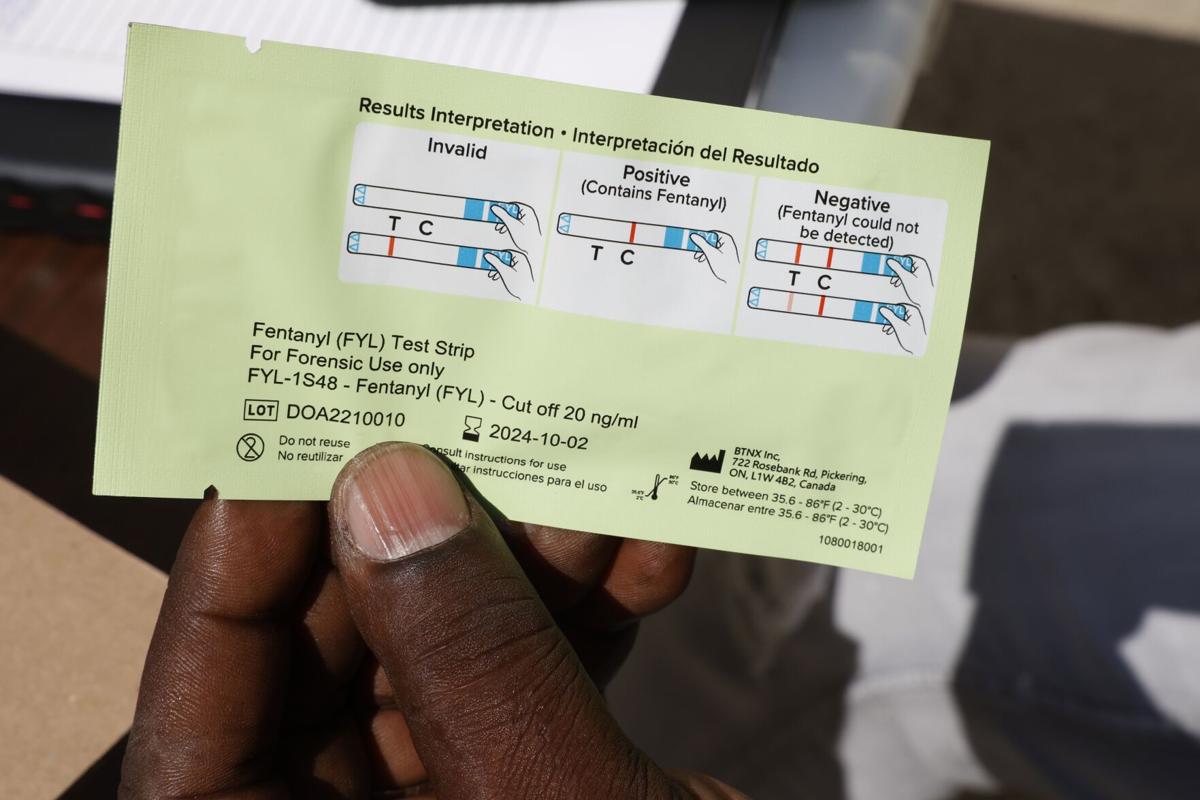 Results Interpretation • Interpretación del Resultado
Invalid
T C
Positive
(Contains Fentanyl)
T C
Negative
(Fentanyl could not
be detected)
T C
Fentanyl (FYL) Test Strip
For Forensic Use only
FYL-1S48 - Fentanyl (FYL) - Cut off 20 ng/ml
LOT DOA2210010
2024-10-02
Do not reuse
No reutilizar
instructions for use
instrucciones para el uso
BTNX Inc,
722 Rosebank Rd, Pickering,
ON, L1W 4B2, Canada
Store between 35.6 - 86°F (2 - 30°C)
Almacenar entre 35.6 - 86°F (2 - 30°C)
1080018001